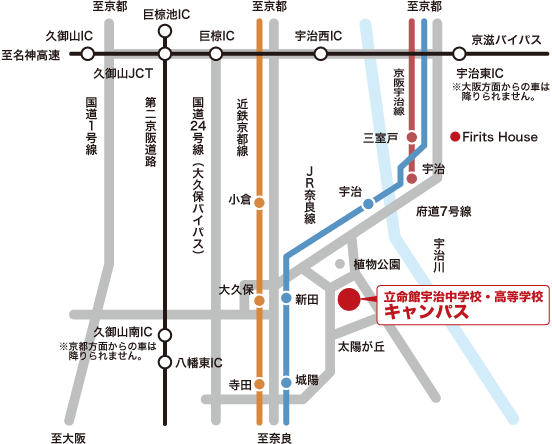 至京都
至京都
至京都
巨椋池IC
久御山IC
巨椋IC
宇治西IC
京滋バイパス
至名神高速
久御山JCT
宇治東IC
※大阪方面からの車は
降りられません。
国道1号線
第二京阪道路
国道24号線（大久保バイパス）
近鉄京都線
京阪宇治線
三室戸
Firits House
JR奈良線
宇治
宇治
小倉
府道7号線
宇治川
植物公園
大久保
新田
立命館宇治中学校・高等学校
キャンパス
久御山南IC
※京都方面からの車は
降りられません。
太陽が丘
八幡東IC
寺田
城陽
至大阪
至奈良